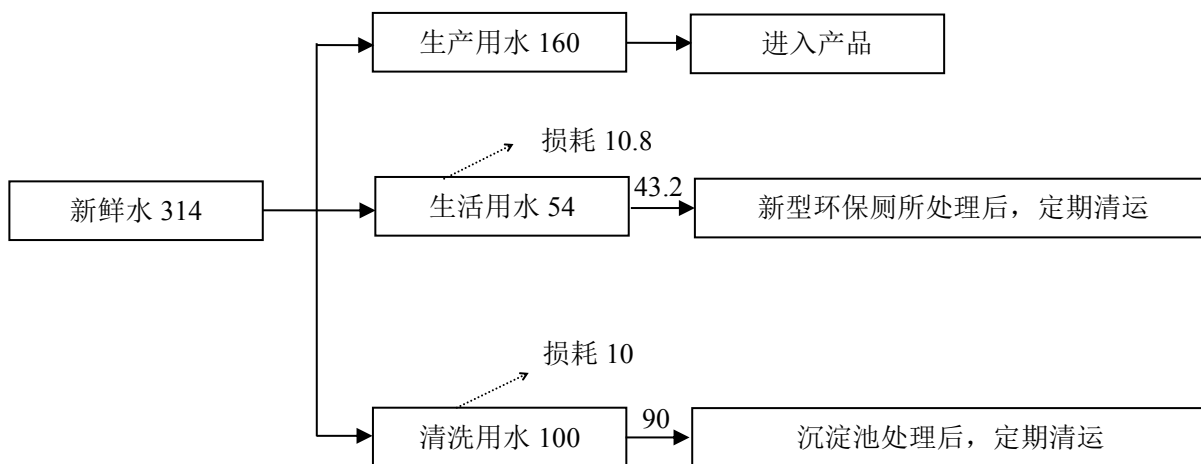 生产用水 160
进入产品
损耗 10.8
新鲜水 314
生活用水 54
43.2
新型环保厕所处理后，定期清运
损耗 10
清洗用水 100
90
沉淀池处理后，定期清运